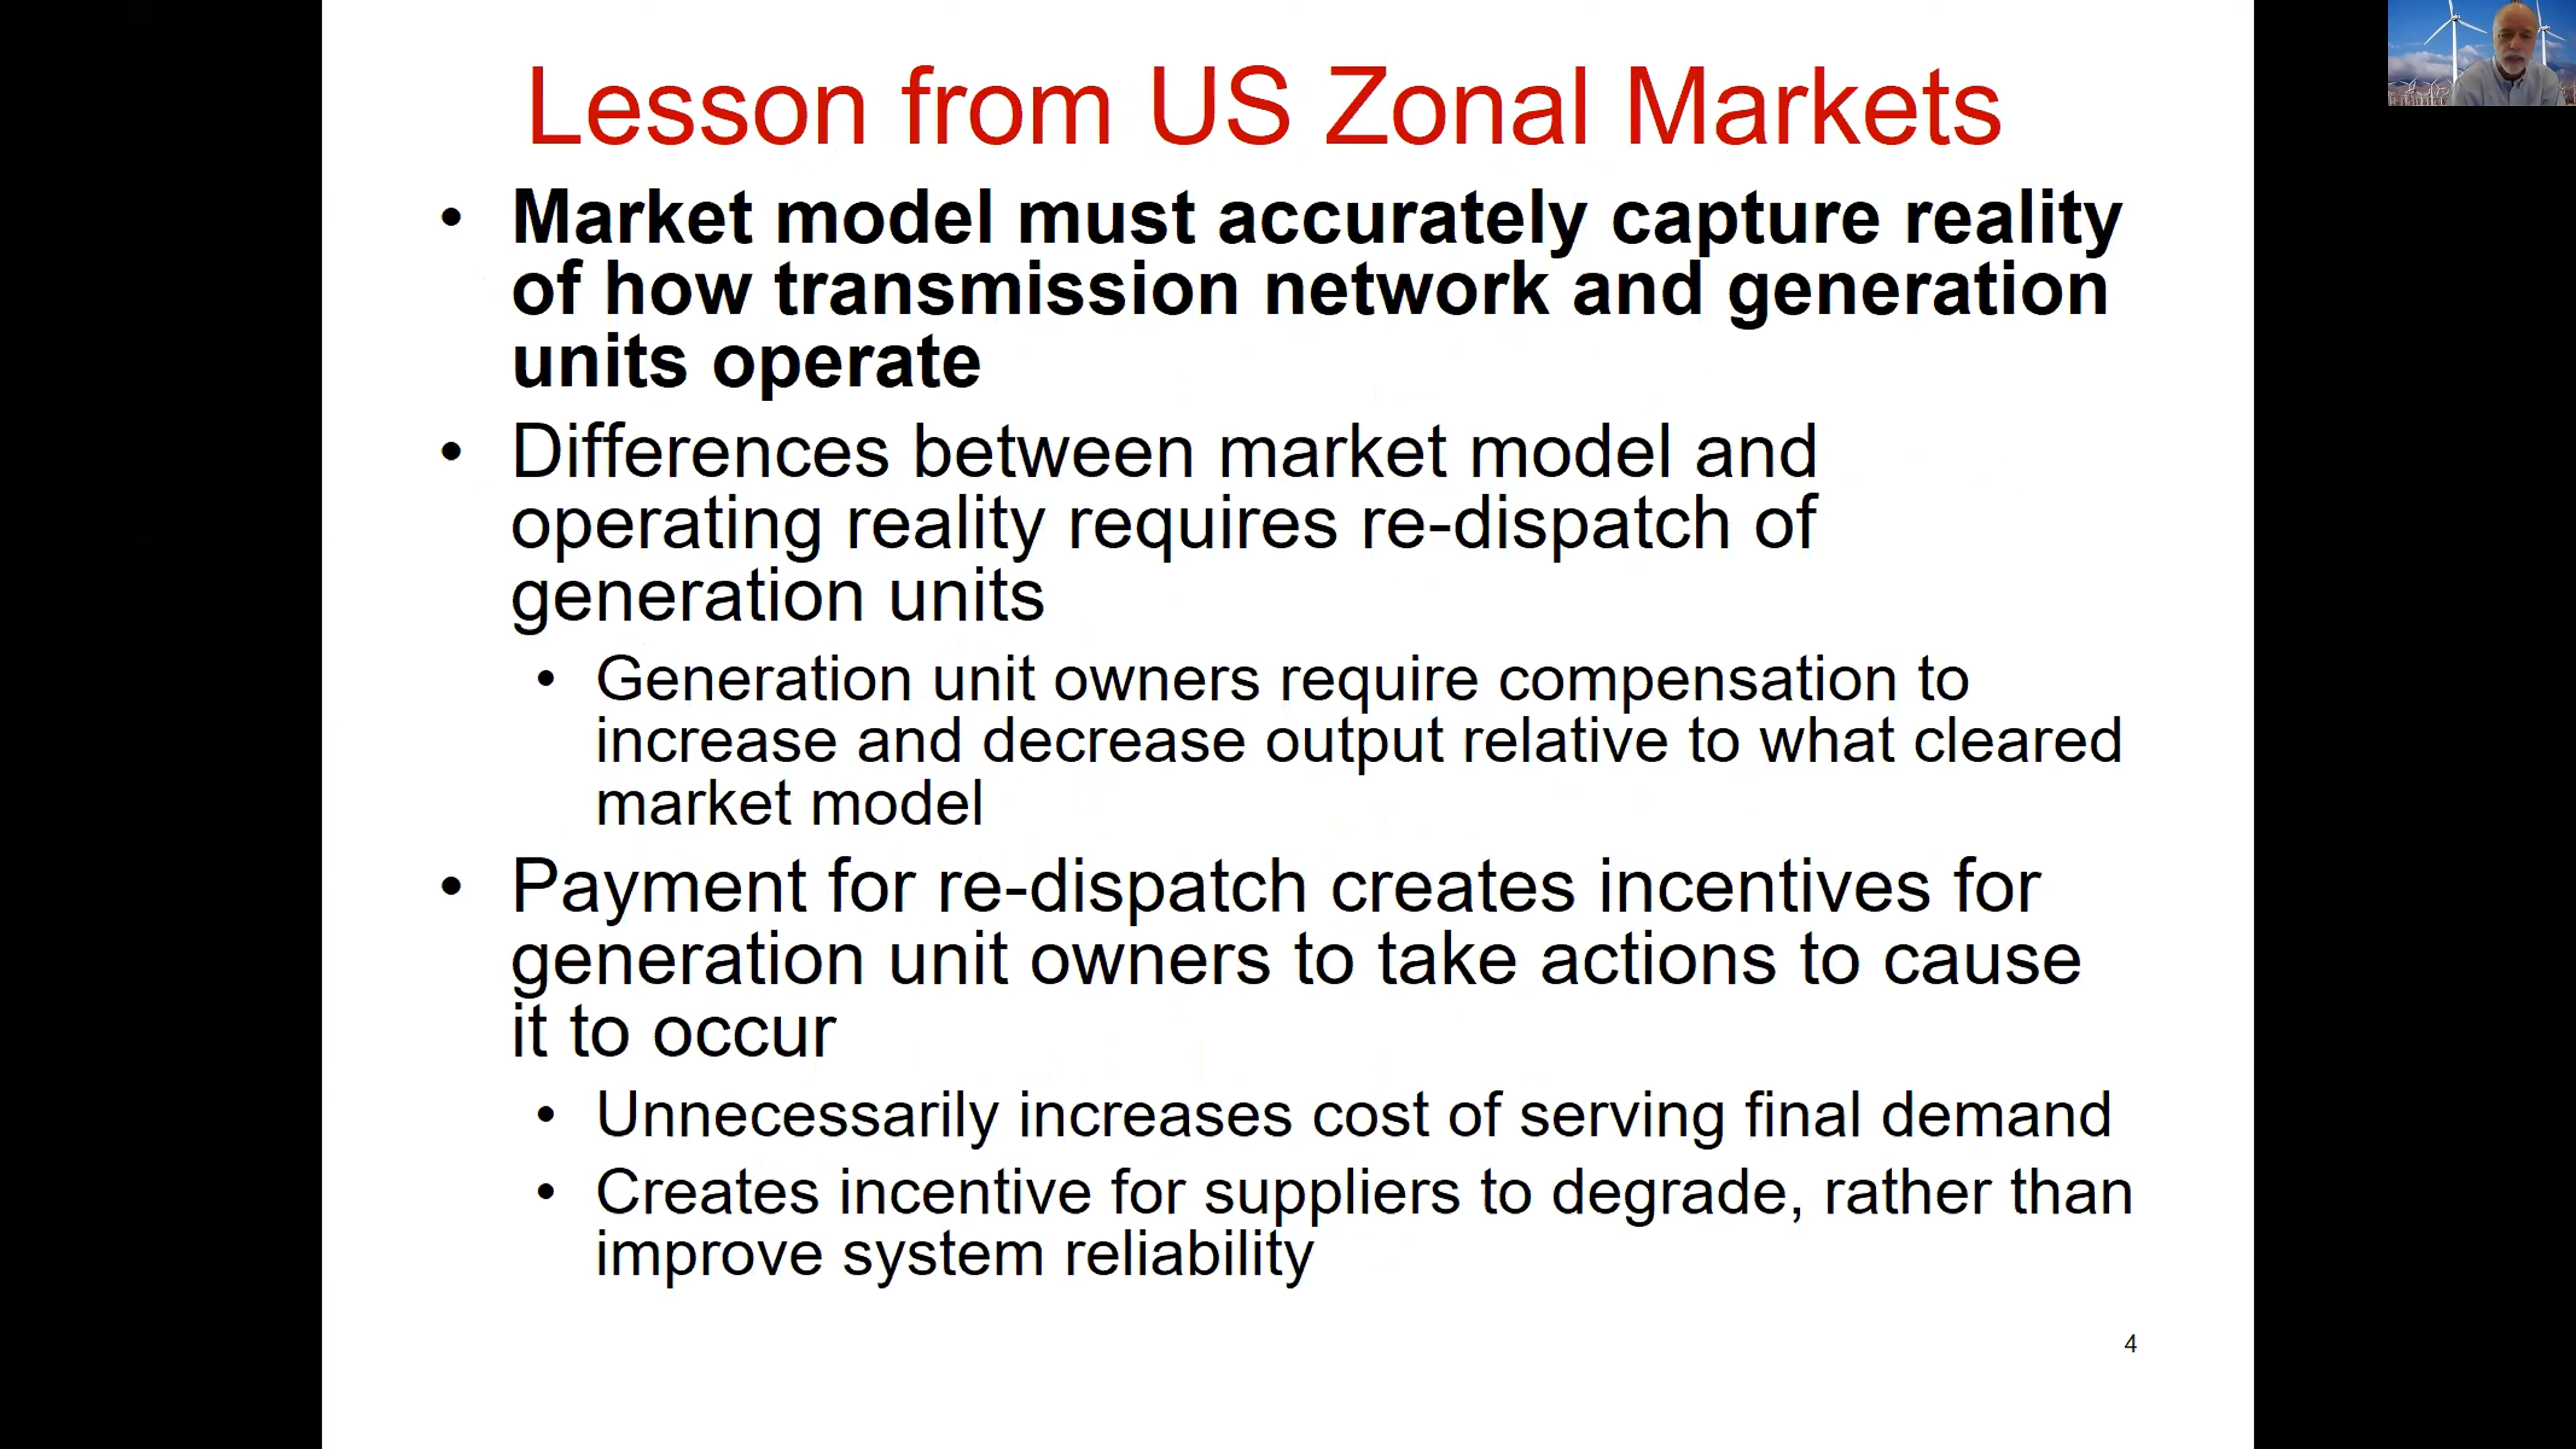 Lesson from US Zonal Markets
• Market model must accurately capture reality
of how transmission network and generation
units operate
• Differences between market model and
operating reality requires re-dispatch of
generation units
• Generation unit owners require compensation to
increase and decrease output relative to what cleared
market model
• Payment for re-dispatch creates incentives for
generation unit owners to take actions to cause
it to occur
• Unnecessarily increases cost of serving final demand
• Creates incentive for suppliers to degrade, rather than
improve system reliability
4